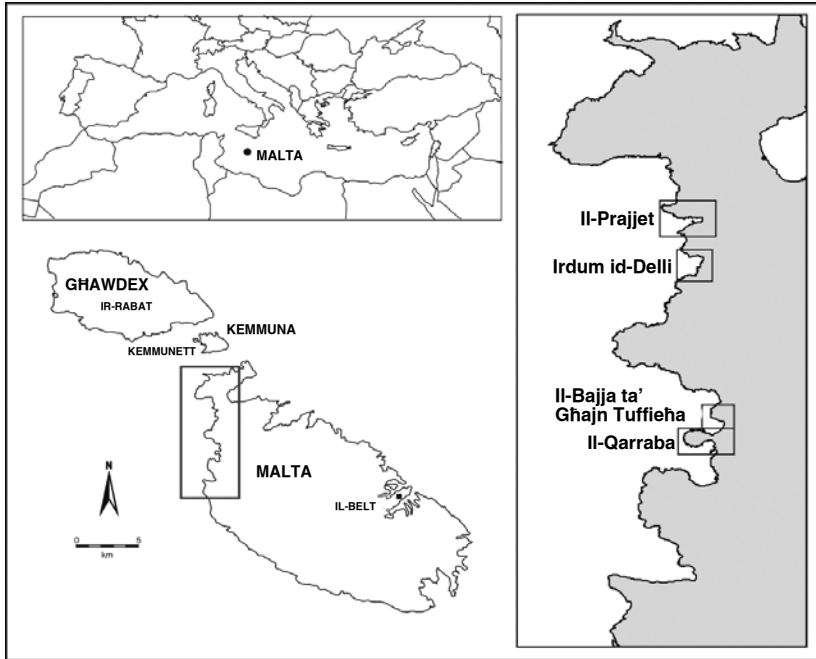 MALTA
GĦAWDEX
IR-RABAT
KEMMUNA
KEMMUNETT
MALTA
IL-BELT
N
0 5
km
Il-Prajjet
Irdum id-Delli
Il-Bajja ta’
Għajn Tuffieħa
Il-Qarraba